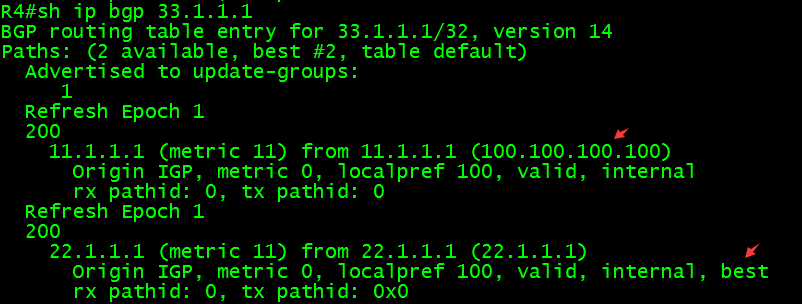 R4#sh ip bgp 33.1.1.1
BGP routing table entry for 33.1.1.1/32, version 14
Paths: (2 available, best #2, table default)
  Advertised to update-groups:
     1
  Refresh Epoch 1
  200
    11.1.1.1 (metric 11) from 11.1.1.1 (100.100.100.100)
      Origin IGP, metric 0, localpref 100, valid, internal
      rx pathid: 0, tx pathid: 0
  Refresh Epoch 1
  200
    22.1.1.1 (metric 11) from 22.1.1.1 (22.1.1.1)
      Origin IGP, metric 0, localpref 100, valid, internal, best
      rx pathid: 0, tx pathid: 0x0